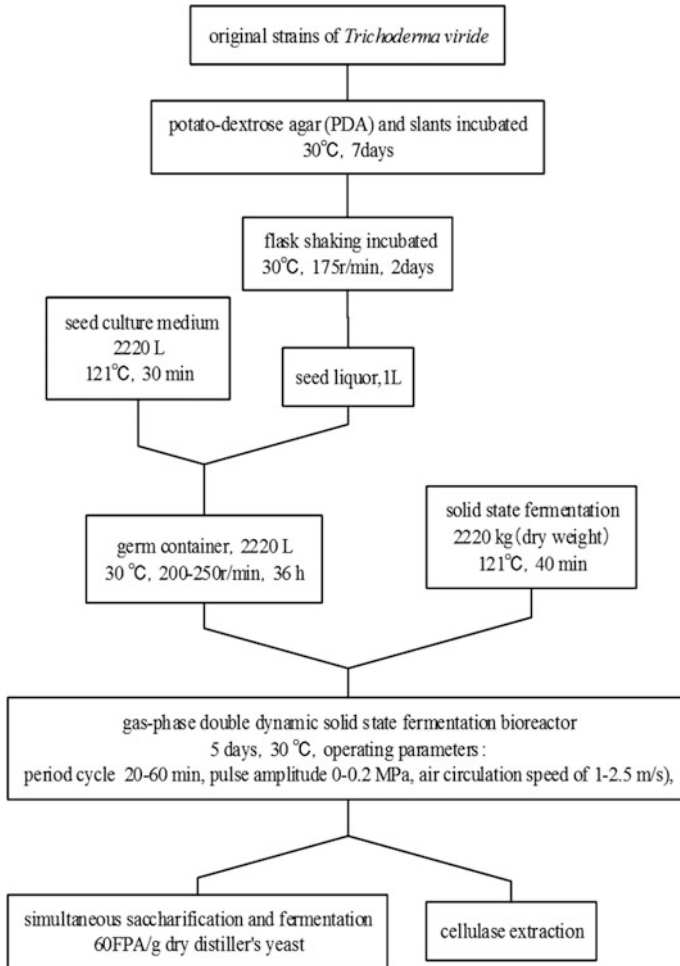 original strains of Trichoderma viride
potato-dextrose agar (PDA) and slants incubated
30℃, 7days
flask shaking incubated
30℃, 175r/min, 2days
seed culture medium
2220 L
121℃, 30 min
seed liquor,1L
germ container, 2220 L
30 ℃, 200-250r/min, 36 h
solid state fermentation
2220 kg(dry weight)
121℃, 40 min
gas-phase double dynamic solid state fermentation bioreactor
5 days, 30 ℃, operating parameters:
period cycle 20-60 min, pulse amplitude 0-0.2 MPa, air circulation speed of 1-2.5 m/s),
simultaneous saccharification and fermentation
60FPA/g dry distiller's yeast
cellulase extraction